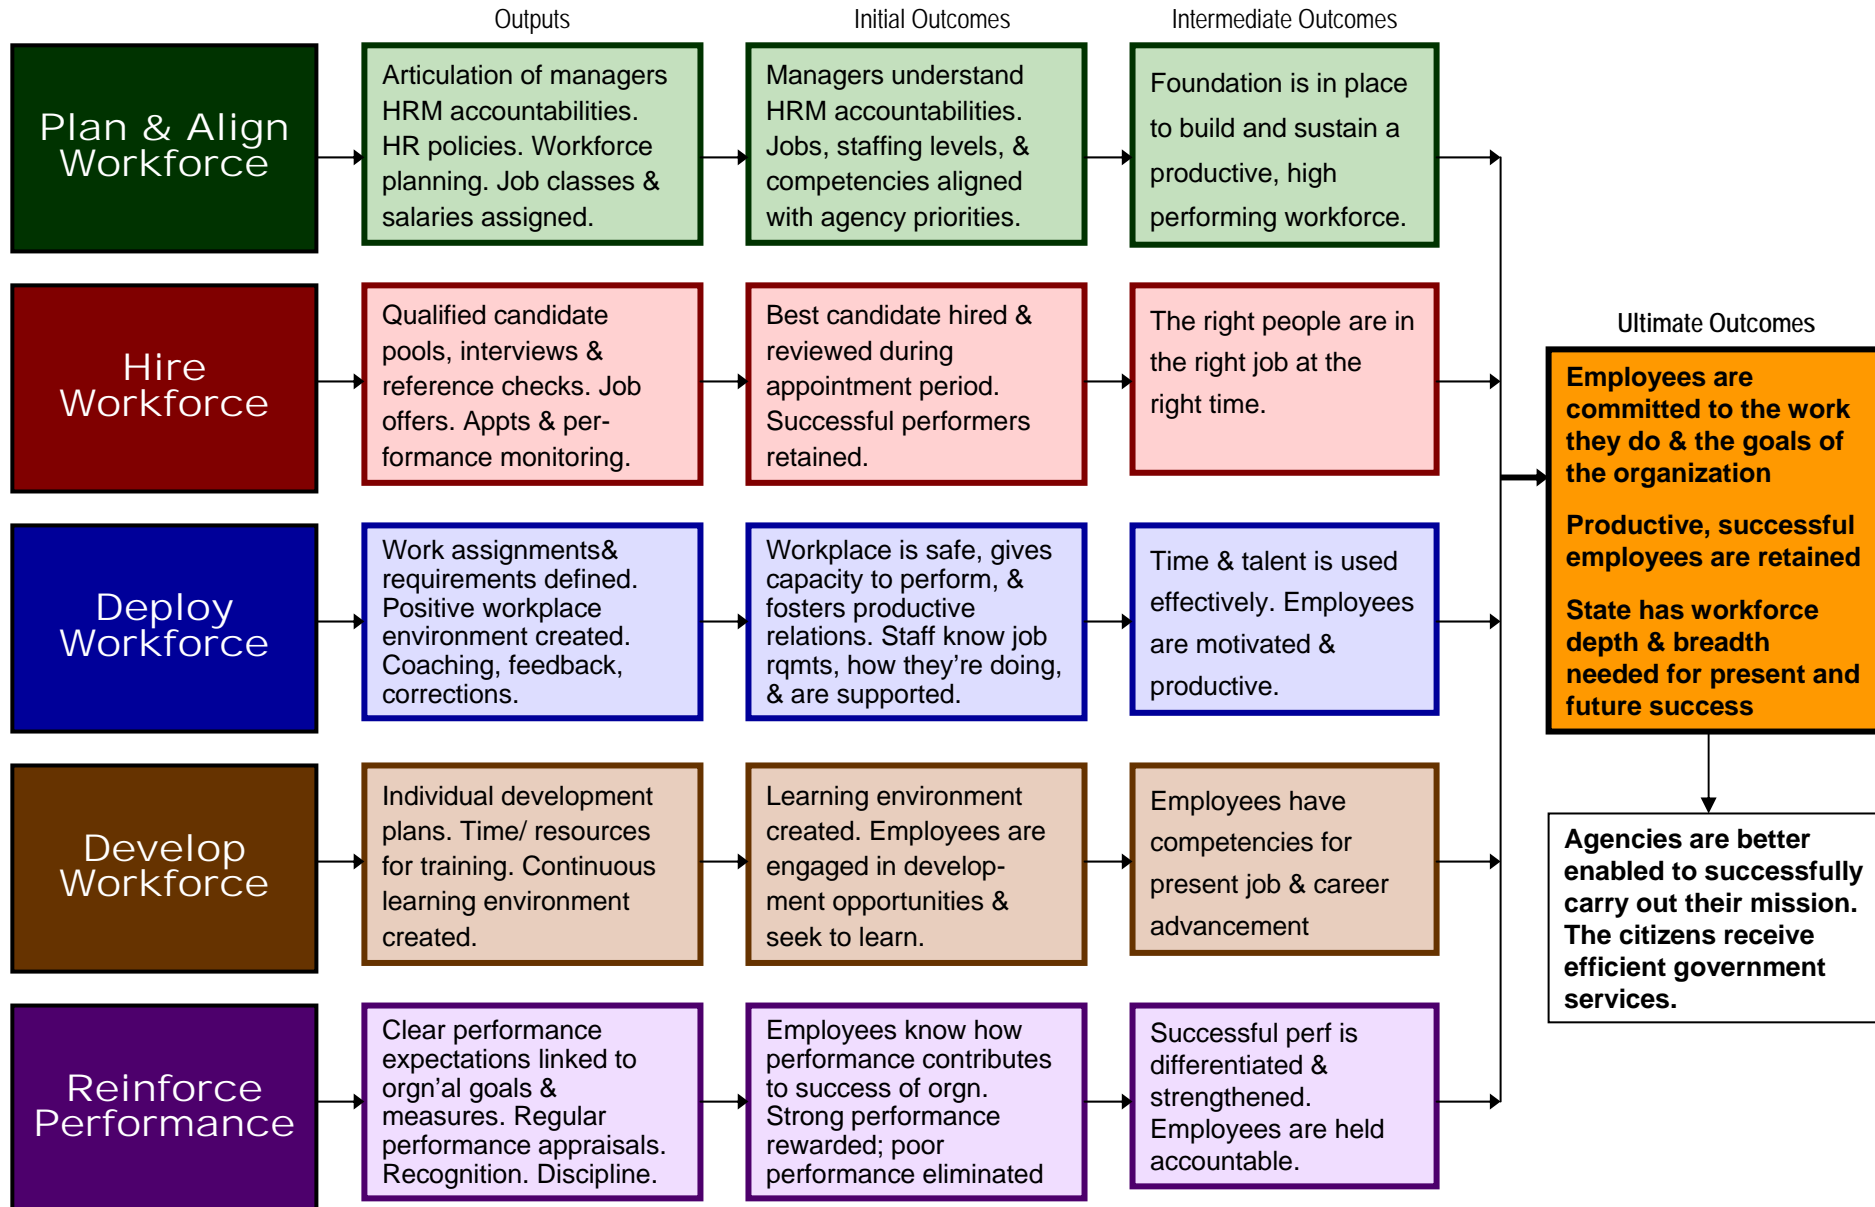 Outputs
Initial Outcomes
Intermediate Outcomes
Plan & Align
Workforce
Articulation of managers
HRM accountabilities.
HR policies. Workforce
planning. Job classes &
salaries assigned.
Managers understand
HRM accountabilities.
Jobs, staffing levels, &
competencies aligned
with agency priorities.
Foundation is in place
to build and sustain a
productive, high
performing workforce.
Hire
Workforce
Qualified candidate
pools, interviews &
reference checks. Job
offers. Appts & per-
formance monitoring.
Best candidate hired &
reviewed during
appointment period.
Successful performers
retained.
The right people are in
the right job at the
right time.
Deploy
Workforce
Work assignments&
requirements defined.
Positive workplace
environment created.
Coaching, feedback,
corrections.
Workplace is safe, gives
capacity to perform, &
fosters productive
relations. Staff know job
rqmts, how they’re doing,
& are supported.
Time & talent is used
effectively. Employees
are motivated &
productive.
Develop
Workforce
Individual development
plans. Time/ resources
for training. Continuous
learning environment
created.
Learning environment
created. Employees are
engaged in develop-
ment opportunities &
seek to learn.
Employees have
competencies for
present job & career
advancement
Reinforce
Performance
Clear performance
expectations linked to
orgn’al goals &
measures. Regular
performance appraisals.
Recognition. Discipline.
Employees know how
performance contributes
to success of orgn.
Strong performance
rewarded; poor
performance eliminated
Successful perf is
differentiated &
strengthened.
Employees are held
accountable.
Ultimate Outcomes
Employees are
committed to the work
they do & the goals of
the organization
Productive, successful
employees are retained
State has workforce
depth & breadth
needed for present and
future success
Agencies are better
enabled to successfully
carry out their mission.
The citizens receive
efficient government
services.